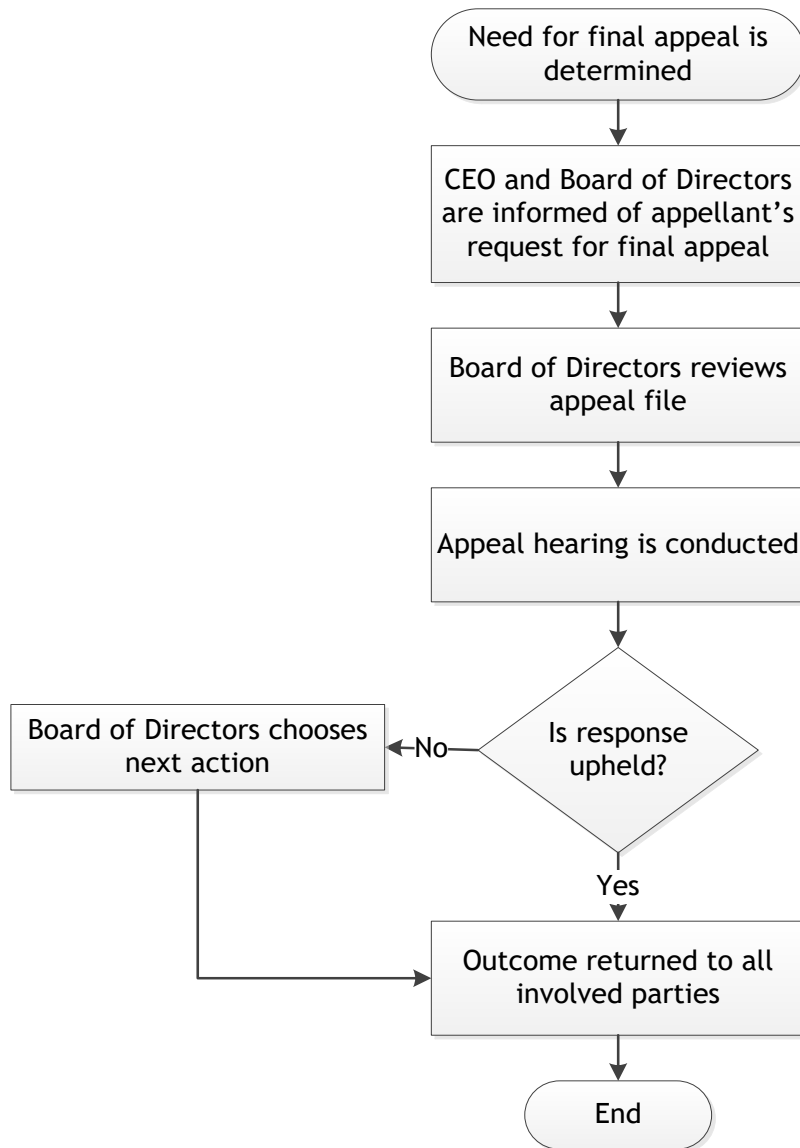 Need for final appeal is
determined
CEO and Board of Directors
are informed of appellant’s
request for final appeal
Board of Directors reviews
appeal file
Appeal hearing is conducted
Is response
upheld?
No
Board of Directors chooses
next action
Yes
Outcome returned to all
involved parties
End